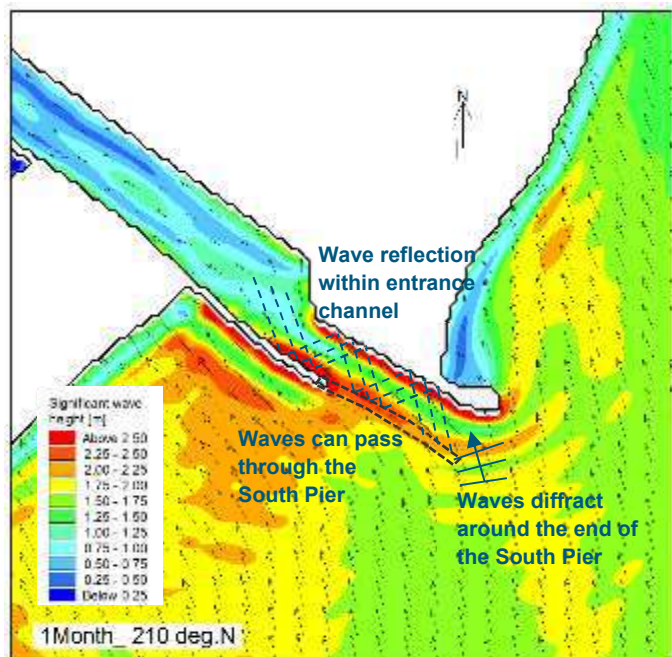 N
Wave reflection
within entrance
channel
Significant wave
height [m]
Above 2.50
2.25 - 2.50
2.00 - 2.25
1.75 - 2.00
1.50 - 1.75
1.25 - 1.50
1.00 - 1.25
0.75 - 1.00
0.50 - 0.75
0.25 - 0.50
Below 0.25
Waves can pass
through the
South Pier
Waves diffract
around the end of
the South Pier
1Month_ 210 deg.N